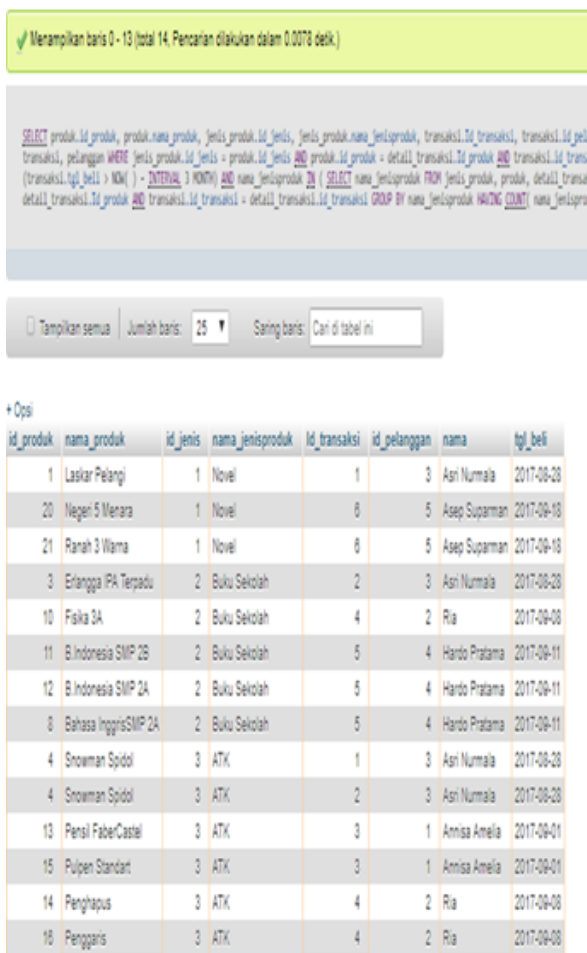 Menampilkan baris 0 - 13 (total 14, Pencarian dilakukan dalam 0.0078 detik.)
SELECT produk.id_produk, produk.nama_produk, jenis_produk.id_jenis, jenis_produk.nama_jenisproduk, transaksi.Id_transaksi, transaksi.id_pel
transaksi, pelanggan WHERE jenis_produk.id_jenis = produk.id_jenis AND produk.id_produk = detail_transaksi.Id_produk AND transaksi.id_trans
(transaksi.tgl_beli > NOW( ) - INTERVAL 3 MONTH) AND nama_jenisproduk IN ( SELECT nama_jenisproduk FROM jenis_produk, produk, detail_transa
detail_transaksi.Id_produk AND transaksi.id_transaksi = detail_transaksi.id_transaksi GROUP BY nama_jenisproduk HAVING COUNT( nama_jenispro
Tampilkan semua Jumlah baris: 25 Saring baris: Cari di tabel ini
+ Opsi
id_produk nama_produk id_jenis nama_jenisproduk Id_transaksi id_pelanggan nama tgl_beli
1 Laskar Pelangi 1 Novel 1 3 Asri Nurmala 2017-08-28
20 Negeri 5 Menara 1 Novel 6 5 Asep Suparman 2017-09-18
21 Ranah 3 Warna 1 Novel 6 5 Asep Suparman 2017-09-18
3 Erlangga IPA Terpadu 2 Buku Sekolah 2 3 Asri Nurmala 2017-08-28
10 Fisika 3A 2 Buku Sekolah 4 2 Ria 2017-09-08
11 B.Indonesia SMP 2B 2 Buku Sekolah 5 4 Hardo Pratama 2017-09-11
12 B.Indonesia SMP 2A 2 Buku Sekolah 5 4 Hardo Pratama 2017-09-11
8 Bahasa InggrisSMP 2A 2 Buku Sekolah 5 4 Hardo Pratama 2017-09-11
4 Snowman Spidol 3 ATK 1 3 Asri Nurmala 2017-08-28
4 Snowman Spidol 3 ATK 2 3 Asri Nurmala 2017-08-28
13 Pensil FaberCastel 3 ATK 3 1 Annisa Amelia 2017-09-01
15 Pulpen Standart 3 ATK 3 1 Annisa Amelia 2017-09-01
14 Penghapus 3 ATK 4 2 Ria 2017-09-08
16 Penggaris 3 ATK 4 2 Ria 2017-09-08